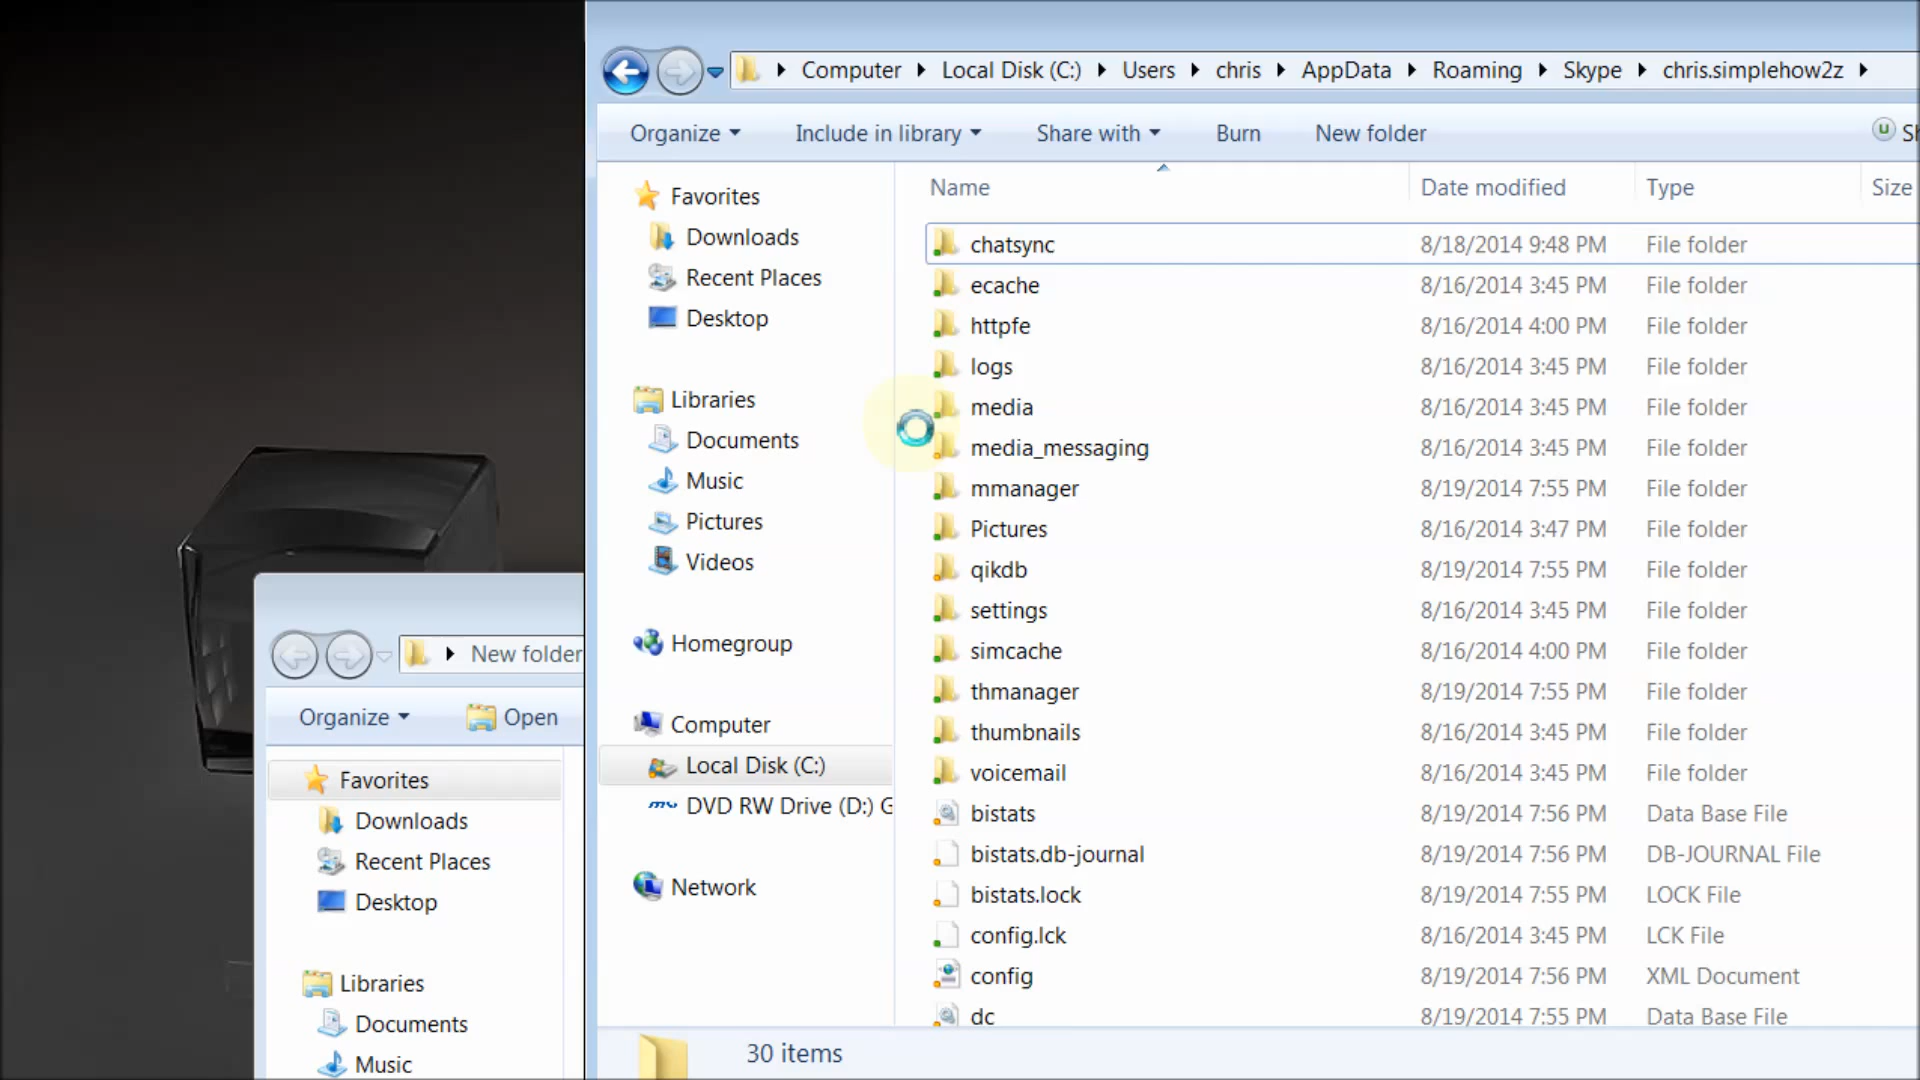 Computer Local Disk (C:) Users chris AppData Roaming Skype chris.simplehow2z
Organize Include in library Share with Burn New folder
Name Date modified Type Size
Favorites
Downloads
Recent Places
Desktop
Libraries
Documents
Music
Pictures
Videos
Homegroup
Computer
Local Disk (C:)
DVD RW Drive (D:) G
Network
chatsync 8/18/2014 9:48 PM File folder
ecache 8/16/2014 3:45 PM File folder
httpfe 8/16/2014 4:00 PM File folder
logs 8/16/2014 3:45 PM File folder
media 8/16/2014 3:45 PM File folder
media_messaging 8/16/2014 3:45 PM File folder
mmanager 8/19/2014 7:55 PM File folder
Pictures 8/16/2014 3:47 PM File folder
qikdb 8/19/2014 7:55 PM File folder
settings 8/16/2014 3:45 PM File folder
simcache 8/16/2014 4:00 PM File folder
thmanager 8/19/2014 7:55 PM File folder
thumbnails 8/16/2014 3:45 PM File folder
voicemail 8/16/2014 3:45 PM File folder
bistats 8/19/2014 7:56 PM Data Base File
bistats.db-journal 8/19/2014 7:56 PM DB-JOURNAL File
bistats.lock 8/19/2014 7:55 PM LOCK File
config.lck 8/16/2014 3:45 PM LCK File
config 8/19/2014 7:56 PM XML Document
dc 8/19/2014 7:55 PM Data Base File
30 items
New folder
Organize Open
Favorites
Downloads
Recent Places
Desktop
Libraries
Documents
Music